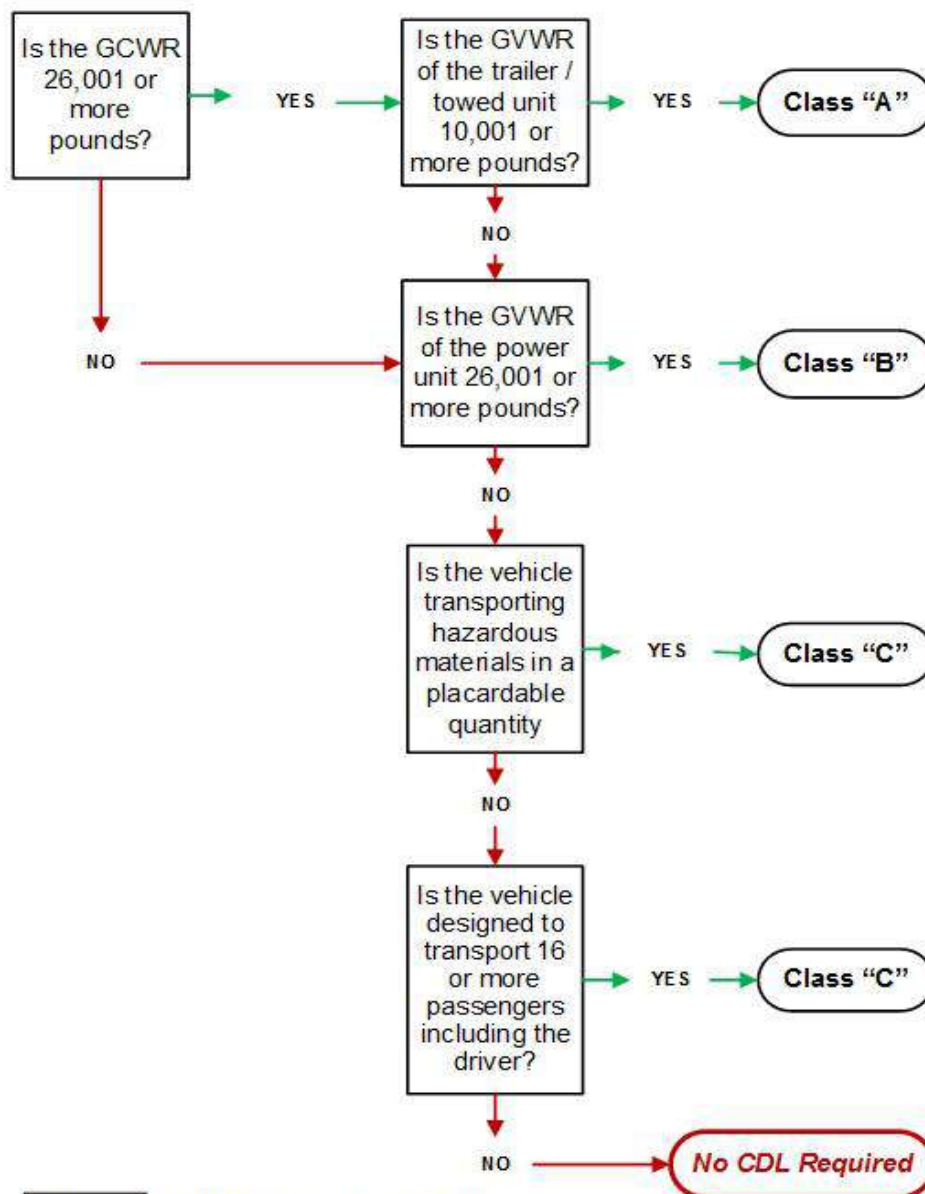 Is the GCWR
26,001 or
more
pounds?
YES
Is the GVWR
of the trailer /
towed unit
10,001 or
more pounds?
YES
Class “A”
NO
NO
Is the GVWR
of the power
unit 26,001 or
more pounds?
YES
Class “B”
NO
Is the vehicle
transporting
hazardous
materials in a
placardable
quantity
YES
Class “C”
NO
Is the vehicle
designed to
transport 16
or more
passengers
including the
driver?
YES
Class “C”
NO
No CDL Required